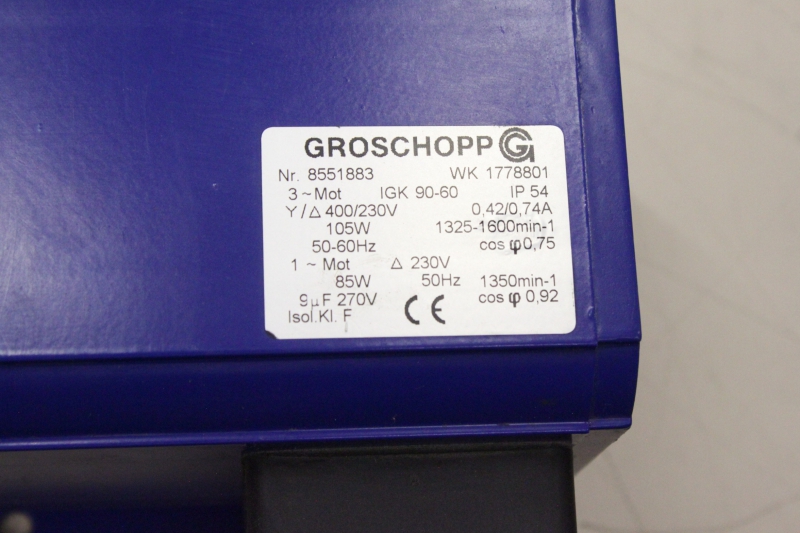 GROSCHOPP G
Nr. 8551883 WK 1778801
3 ~ Mot IGK 90-60 IP 54
Y / Δ 400/230V 0,42/0,74A
105W 1325-1600min-1
50-60Hz cos φ 0,75
1 ~ Mot Δ 230V
85W 50Hz 1350min-1
9µF 270V cos φ 0,92
Isol.Kl. F CE